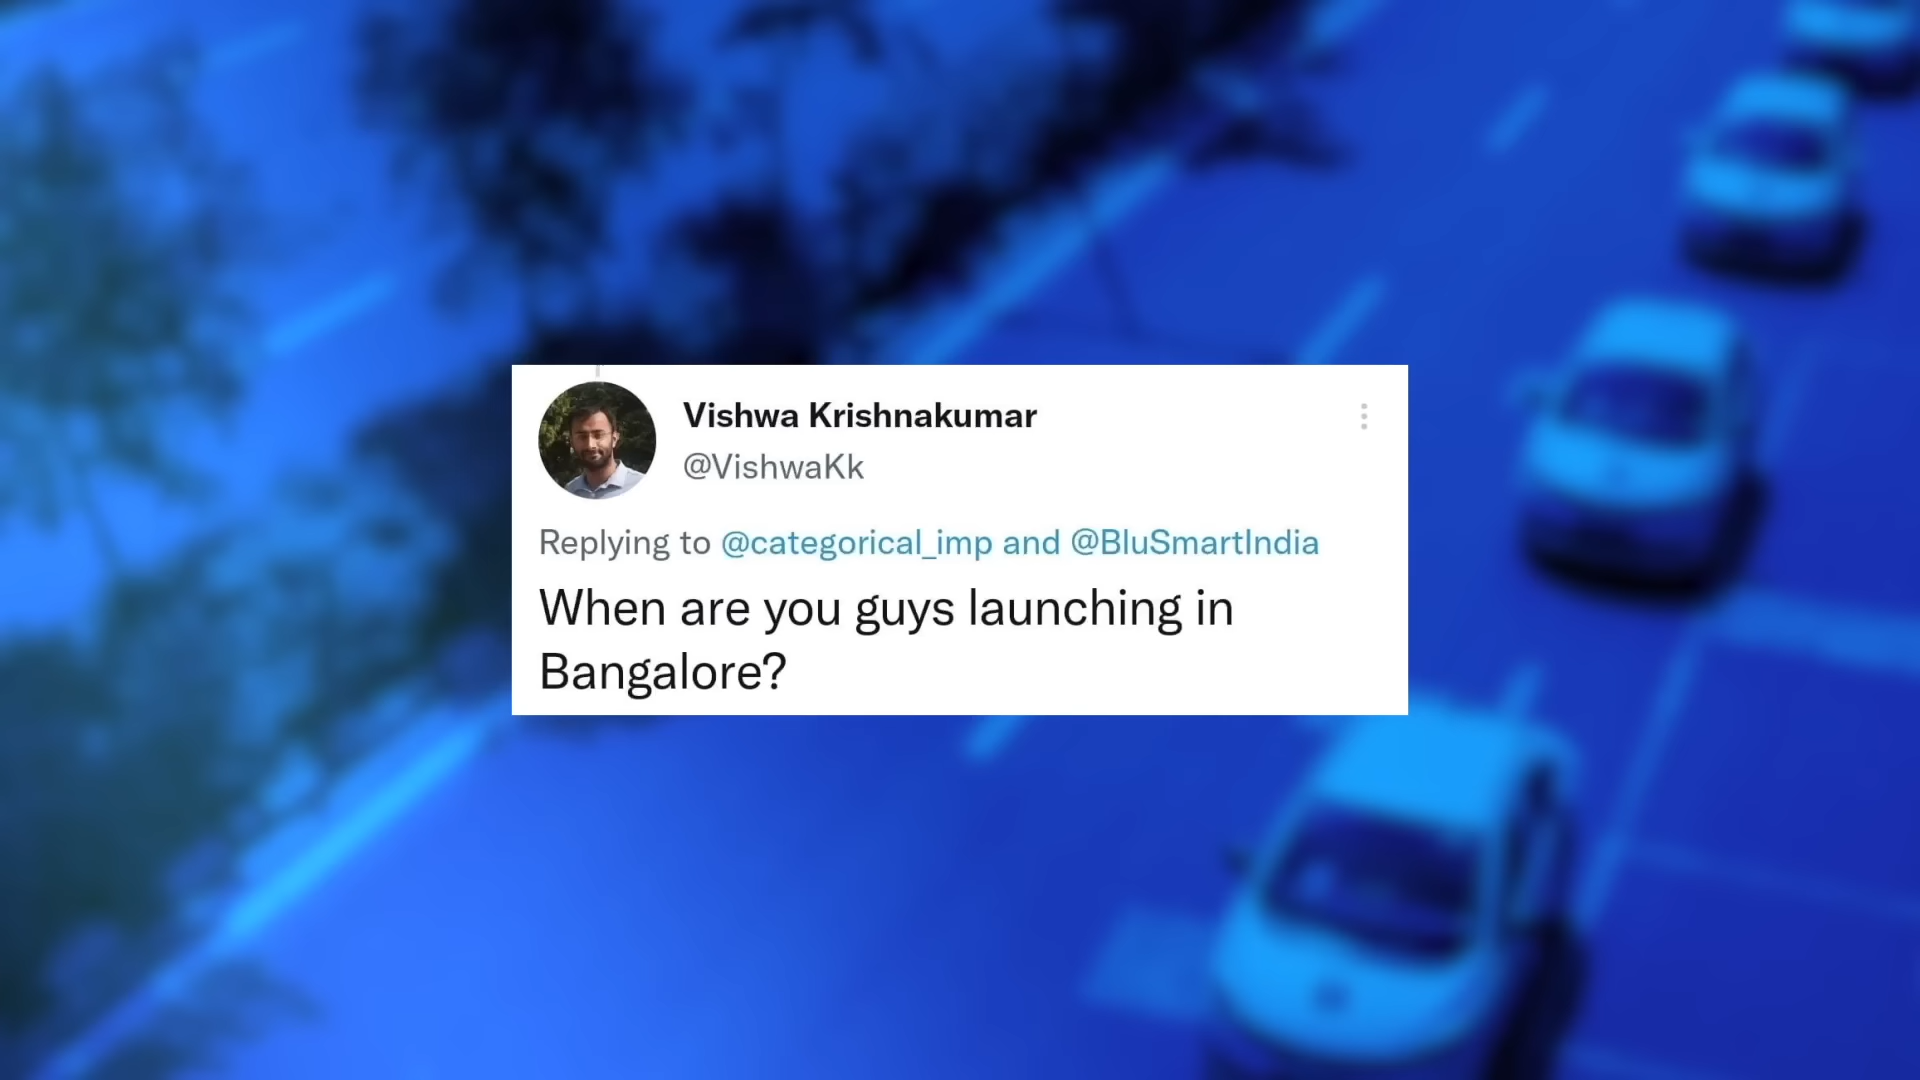 Vishwa Krishnakumar
@VishwaKk
Replying to @categorical_imp and @BluSmartIndia
When are you guys launching in
Bangalore?